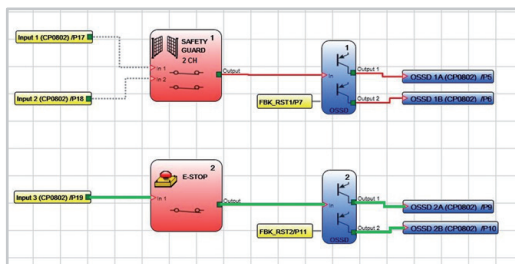 Input 1 (CP0802) /P17
Input 2 (CP0802) /P18
SAFETY 1
GUARD
2 CH
In 1
In 2
Output
1
In
Output 1
Output 2
OSSD
FBK_RST1/P7
OSSD 1A (CP0802) /P5
OSSD 1B (CP0802) /P6
Input 3 (CP0802) /P19
2
E-STOP
In 1
Output
2
In
Output 1
Output 2
OSSD
FBK_RST2/P11
OSSD 2A (CP0802) /P9
OSSD 2B (CP0802) /P10